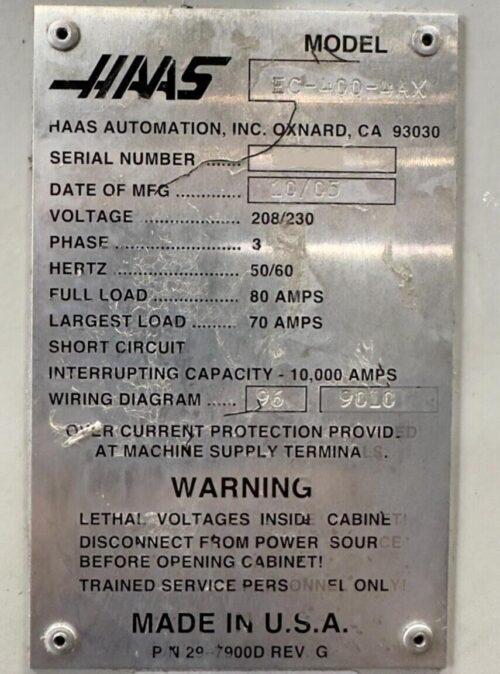 MODEL
HAAS EC-400-4AX
HAAS AUTOMATION, INC. OXNARD, CA 93030
SERIAL NUMBER ........
DATE OF MFG ........ 10/05
VOLTAGE ................ 208/230
PHASE ..................... 3
HERTZ .................... 50/60
FULL LOAD ............. 80 AMPS
LARGEST LOAD ......... 70 AMPS
SHORT CIRCUIT
INTERRUPTING CAPACITY - 10,000 AMPS
WIRING DIAGRAM ..... 96 9010
OVER CURRENT PROTECTION PROVIDED
AT MACHINE SUPPLY TERMINALS.
WARNING
LETHAL VOLTAGES INSIDE CABINET!
DISCONNECT FROM POWER SOURCE
BEFORE OPENING CABINET!
TRAINED SERVICE PERSONNEL ONLY!
MADE IN U.S.A.
P/N 29-7900D REV G